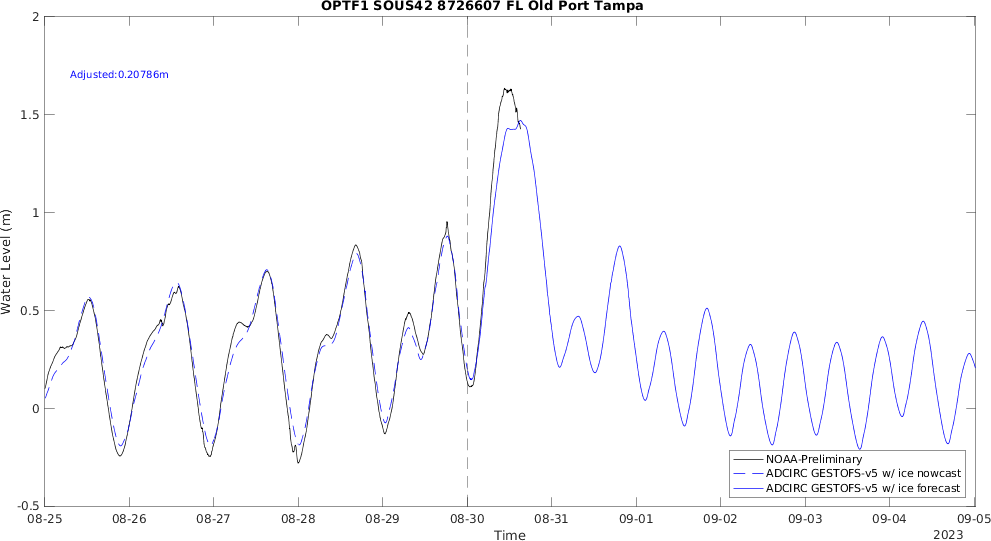 OPTF1 SOUS42 8726607 FL Old Port Tampa
2
Adjusted:0.20786m
1.5
1
Water Level (m)
0.5
0
-0.5
NOAA-Preliminary
ADCIRC GESTOFS-v5 w/ ice nowcast
ADCIRC GESTOFS-v5 w/ ice forecast
08-25 08-26 08-27 08-28 08-29 08-30 08-31 09-01 09-02 09-03 09-04 09-05
Time
2023